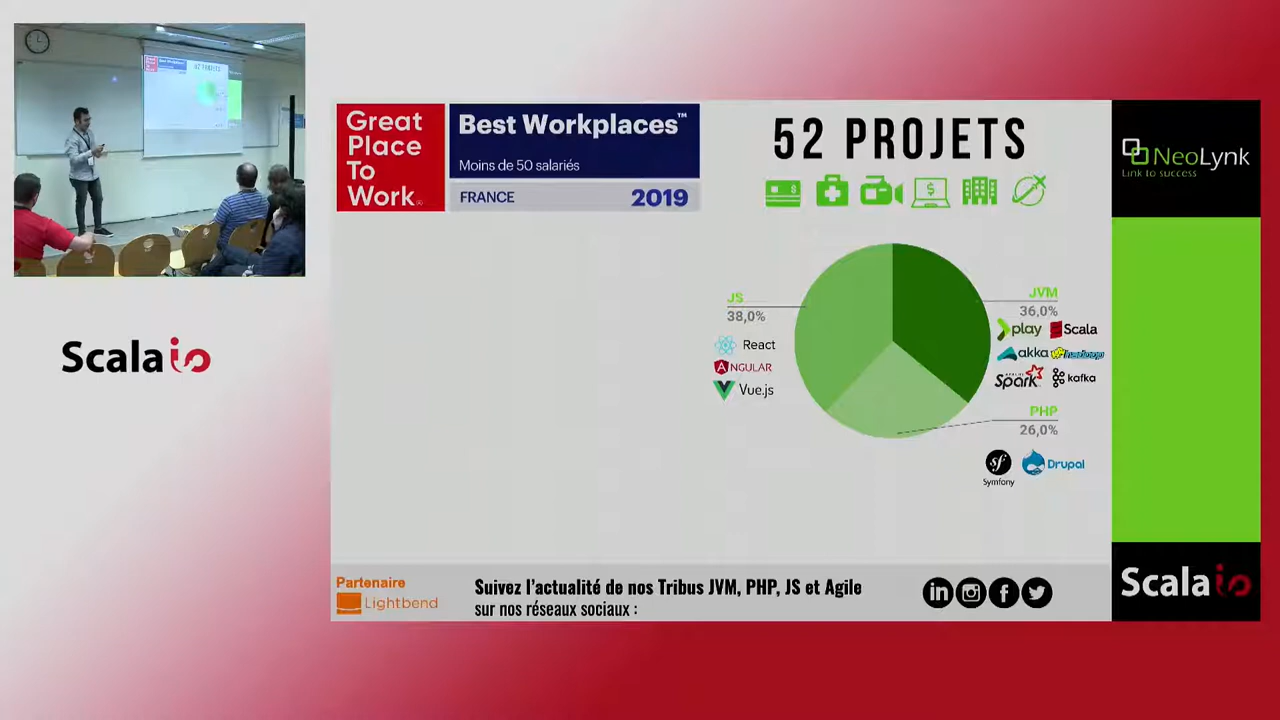 Great
Place
To
Work®
Best Workplaces™
Moins de 50 salariés
FRANCE
2019
52 PROJETS
NeoLynk
Link to success
JS
38,0%
React
ANGULAR
Vue.js
JVM
36,0%
play
Scala
akka
APACHE
Spark
kafka
PHP
26,0%
sf
Symfony
Drupal
Scala io
Partenaire
Lightbend
Suivez l'actualité de nos Tribus JVM, PHP, JS et Agile
sur nos réseaux sociaux :
in
f
Scala io